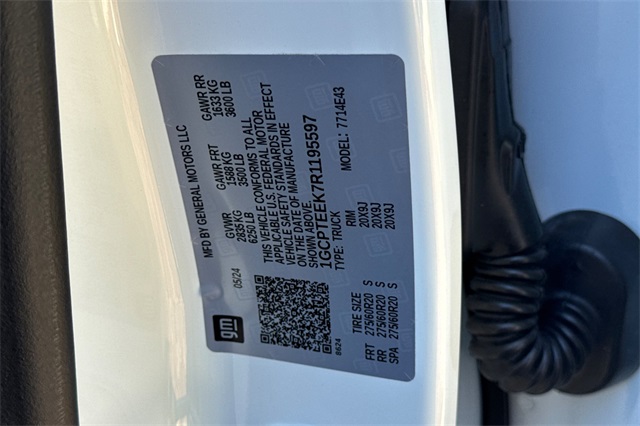 MFD BY GENERAL MOTORS LLC
05/24
GVWR GAWR FRT GAWR RR
2835 KG 1588 KG 1633 KG
6250 LB 3500 LB 3600 LB
THIS VEHICLE CONFORMS TO ALL
APPLICABLE U.S. FEDERAL MOTOR
VEHICLE SAFETY STANDARDS IN EFFECT
ON THE DATE OF MANUFACTURE
SHOWN ABOVE.
1GCPTEEK7R1195597
TYPE: TRUCK MODEL: 7714E43
gm
8624
TIRE SIZE RIM
FRT 275/60R20 S 20X9J
RR 275/60R20 S 20X9J
SPA 275/60R20 S 20X9J